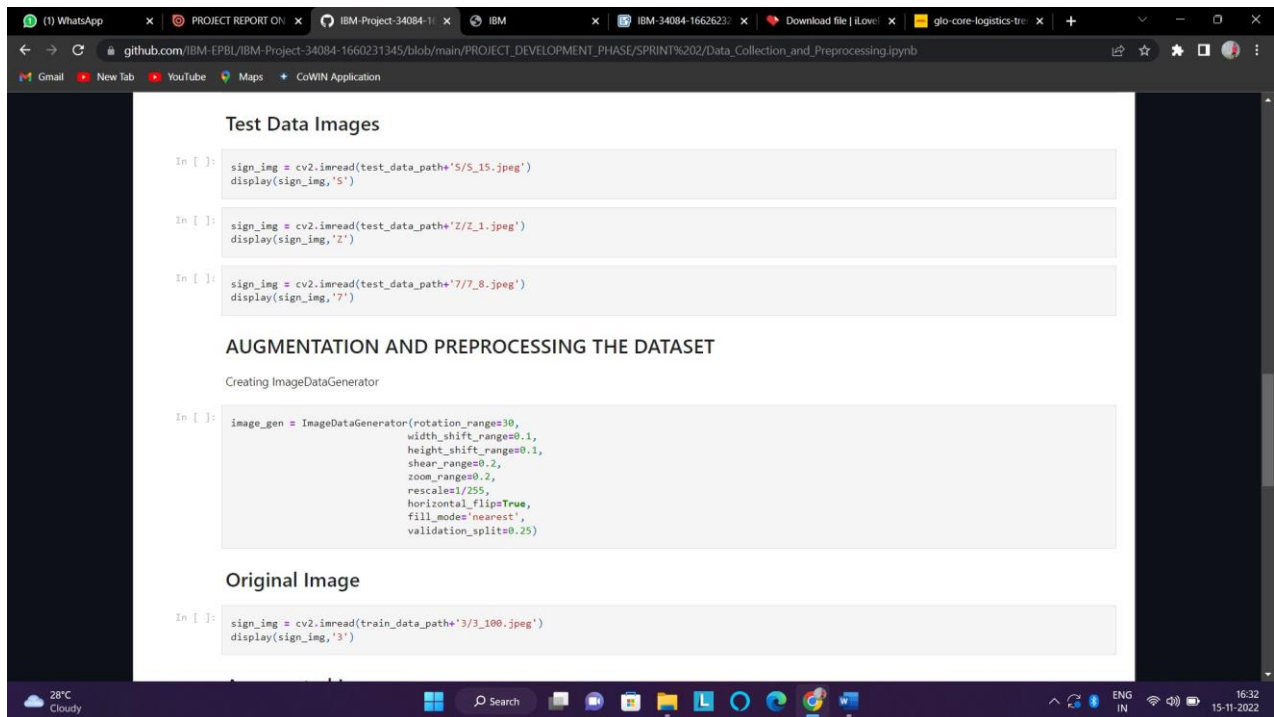 (1) WhatsApp
PROJECT REPORT ON
IBM-Project-34084-16
IBM
IBM-34084-16626232
Download file | iLoveI
glo-core-logistics-tre
github.com/IBM-EPBL/IBM-Project-34084-1660231345/blob/main/PROJECT_DEVELOPMENT_PHASE/SPRINT%202/Data_Collection_and_Preprocessing.ipynb
Gmail New Tab YouTube Maps CoWIN Application
Test Data Images
In [ ]: sign_img = cv2.imread(test_data_path+'S/S_15.jpeg')
display(sign_img,'S')
In [ ]: sign_img = cv2.imread(test_data_path+'Z/Z_1.jpeg')
display(sign_img,'Z')
In [ ]: sign_img = cv2.imread(test_data_path+'7/7_8.jpeg')
display(sign_img,'7')
AUGMENTATION AND PREPROCESSING THE DATASET
Creating ImageDataGenerator
In [ ]: image_gen = ImageDataGenerator(rotation_range=30,
width_shift_range=0.1,
height_shift_range=0.1,
shear_range=0.2,
zoom_range=0.2,
rescale=1/255,
horizontal_flip=True,
fill_mode='nearest',
validation_split=0.25)
Original Image
In [ ]: sign_img = cv2.imread(train_data_path+'3/3_100.jpeg')
display(sign_img,'3')
28°C
Cloudy
Search
ENG
IN
16:32
15-11-2022